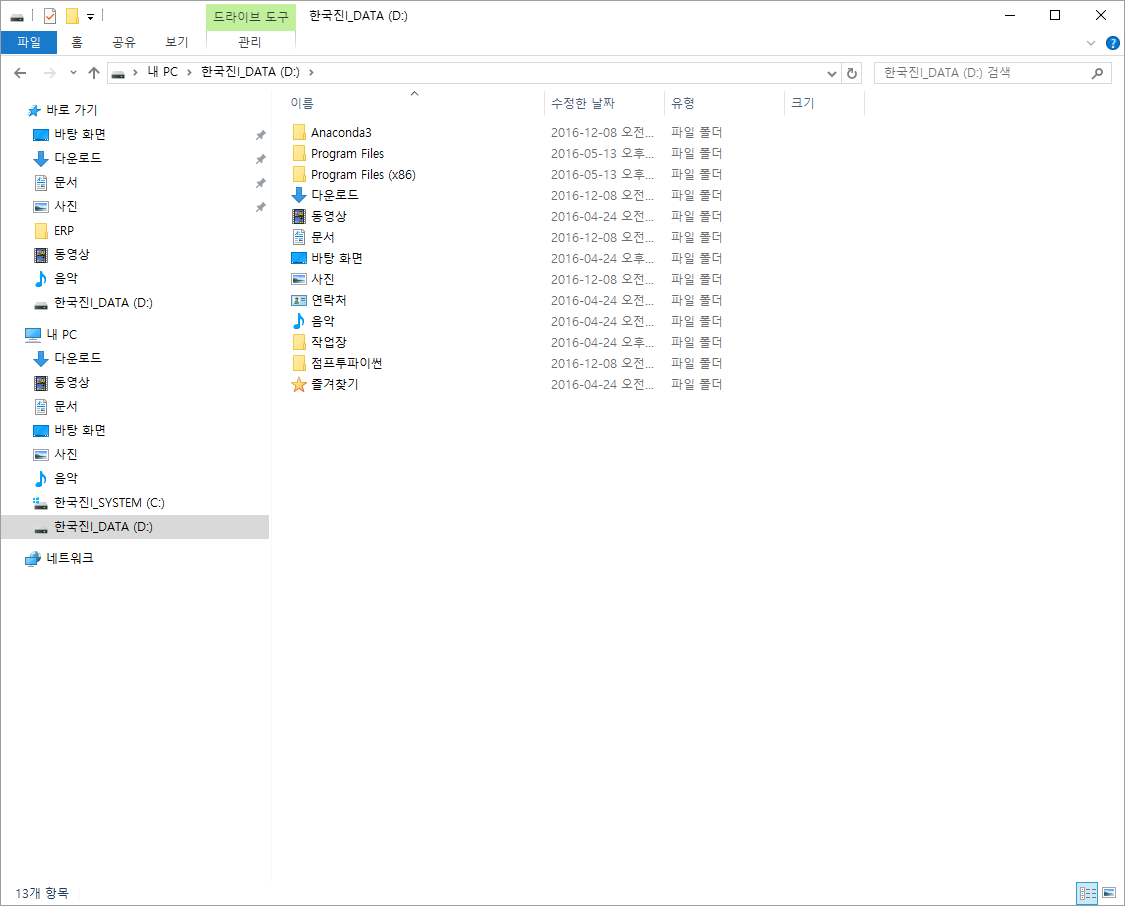 드라이브 도구 한국진I_DATA (D:)
파일 홈 공유 보기 관리
내 PC 한국진I_DATA (D:) 한국진I_DATA (D:) 검색
바로 가기
바탕 화면
다운로드
문서
사진
ERP
동영상
음악
한국진I_DATA (D:)
내 PC
다운로드
동영상
문서
바탕 화면
사진
음악
한국진I_SYSTEM (C:)
한국진I_DATA (D:)
네트워크
이름 수정한 날짜 유형 크기
Anaconda3 2016-12-08 오전... 파일 폴더
Program Files 2016-05-13 오후... 파일 폴더
Program Files (x86) 2016-05-13 오후... 파일 폴더
다운로드 2016-12-08 오전... 파일 폴더
동영상 2016-04-24 오전... 파일 폴더
문서 2016-12-08 오전... 파일 폴더
바탕 화면 2016-04-24 오후... 파일 폴더
사진 2016-12-08 오전... 파일 폴더
연락처 2016-04-24 오전... 파일 폴더
음악 2016-04-24 오전... 파일 폴더
작업장 2016-04-24 오후... 파일 폴더
점프투파이썬 2016-12-08 오전... 파일 폴더
즐겨찾기 2016-04-24 오전... 파일 폴더
13개 항목